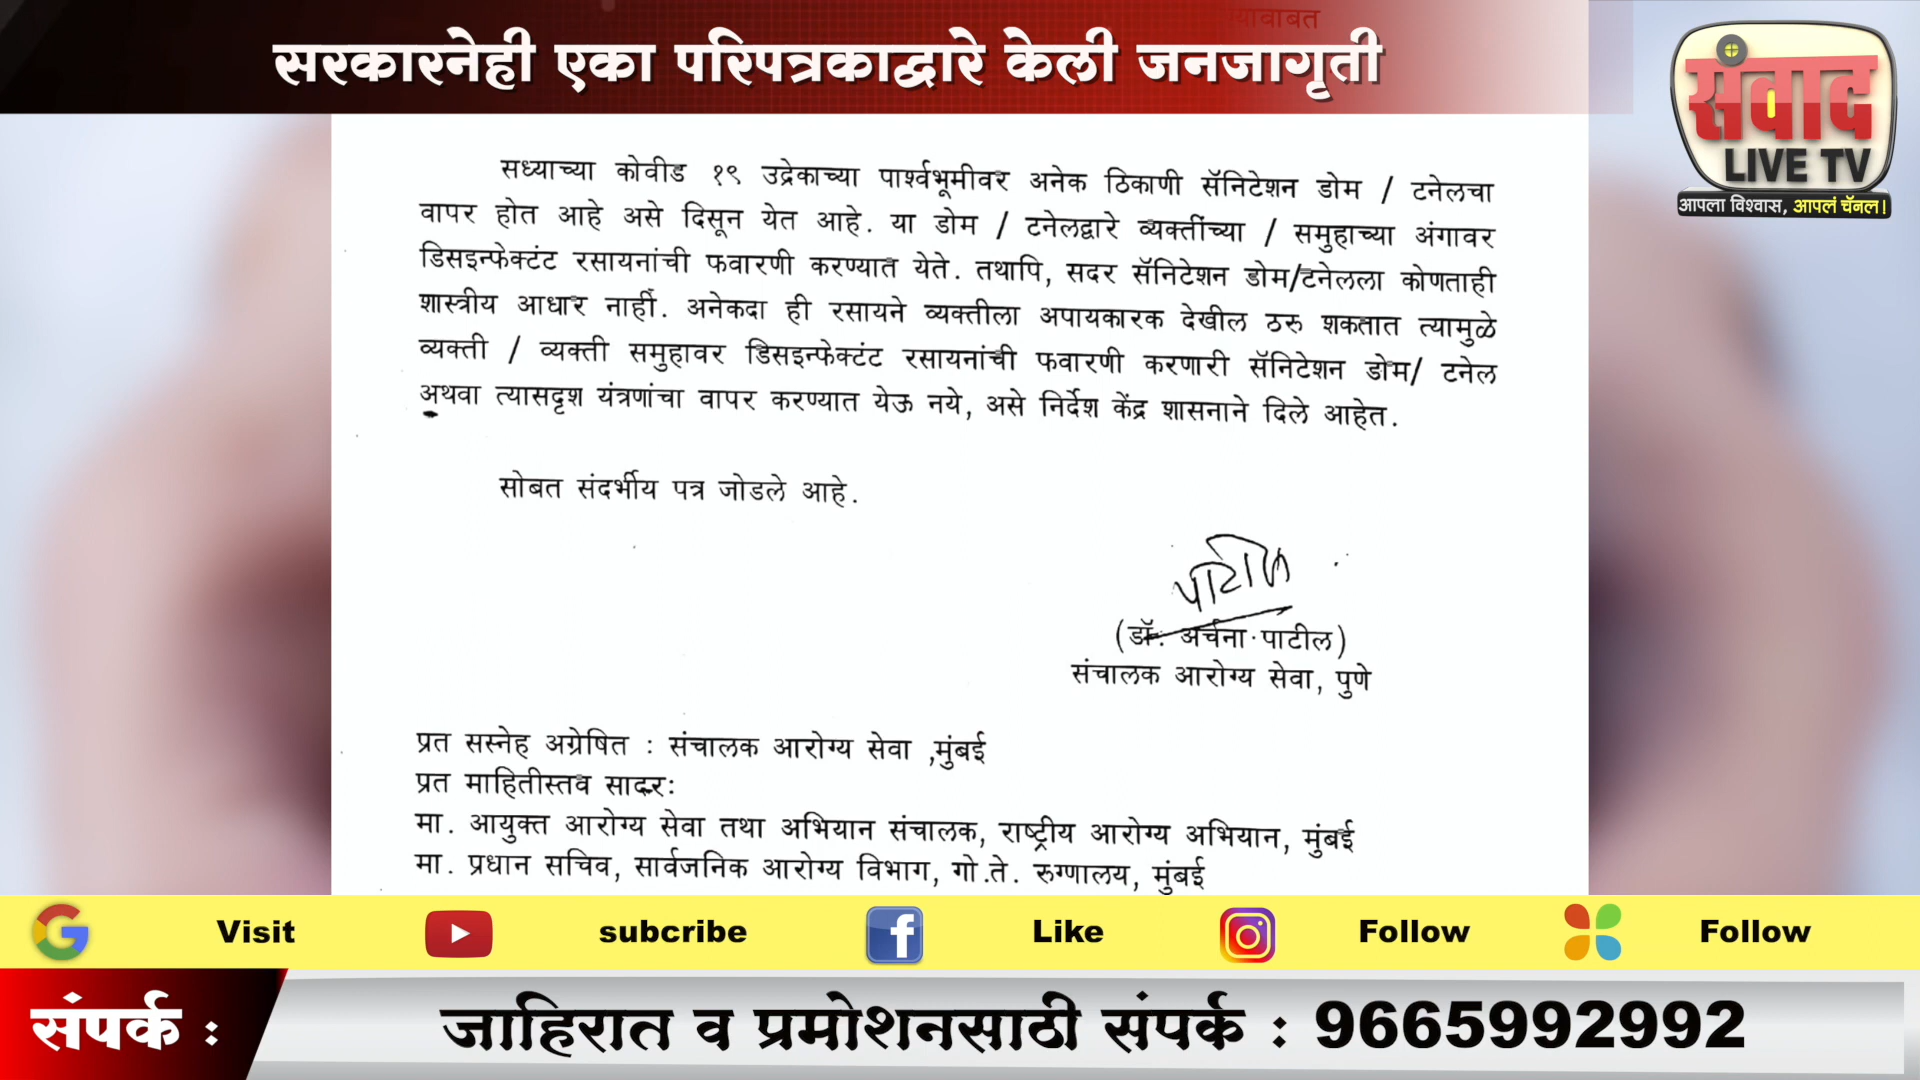 सरकारनेही एका परिपत्रकाद्वारे केली जनजागृती
संवाद
LIVE TV
आपला विश्वास, आपलं चॅनल!
सध्याच्या कोवीड १९ उद्रेकाच्या पार्श्वभूमीवर अनेक ठिकाणी सॅनिटेशन डोम / टनेलचा
वापर होत आहे असे दिसून येत आहे. या डोम / टनेलद्वारे व्यक्तींच्या / समुहाच्या अंगावर
डिसइन्फेक्टंट रसायनांची फवारणी करण्यात येते. तथापि, सदर सॅनिटेशन डोम/टनेलला कोणताही
शास्त्रीय आधार नाही. अनेकदा ही रसायने व्यक्तीला अपायकारक देखील ठरु शकतात त्यामुळे
व्यक्ती / व्यक्ती समुहावर डिसइन्फेक्टंट रसायनांची फवारणी करणारी सॅनिटेशन डोम/ टनेल
अथवा त्यासदृश यंत्रणांचा वापर करण्यात येऊ नये, असे निर्देश केंद्र शासनाने दिले आहेत.
सोबत संदर्भीय पत्र जोडले आहे.
पाटील
(डॉ. अर्चना पाटील)
संचालक आरोग्य सेवा, पुणे
प्रत सस्नेह अग्रेषित : संचालक आरोग्य सेवा ,मुंबई
प्रत माहितीस्तव सादर:
मा. आयुक्त आरोग्य सेवा तथा अभियान संचालक, राष्ट्रीय आरोग्य अभियान, मुंबई
मा. प्रधान सचिव, सार्वजनिक आरोग्य विभाग, गो.ते. रुग्णालय, मुंबई
Visit subcribe Like Follow Follow
संपर्क : जाहिरात व प्रमोशनसाठी संपर्क : 9665992992